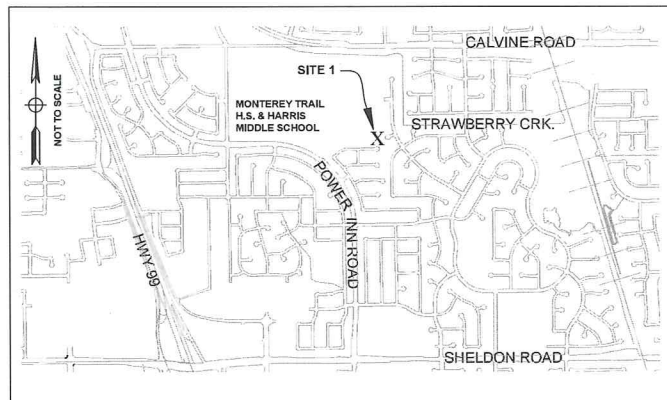 CALVINE ROAD
SITE 1
NOT TO SCALE
MONTEREY TRAIL
H.S. & HARRIS
MIDDLE SCHOOL
STRAWBERRY CRK.
X
POWER INN ROAD
HWY 99
SHELDON ROAD